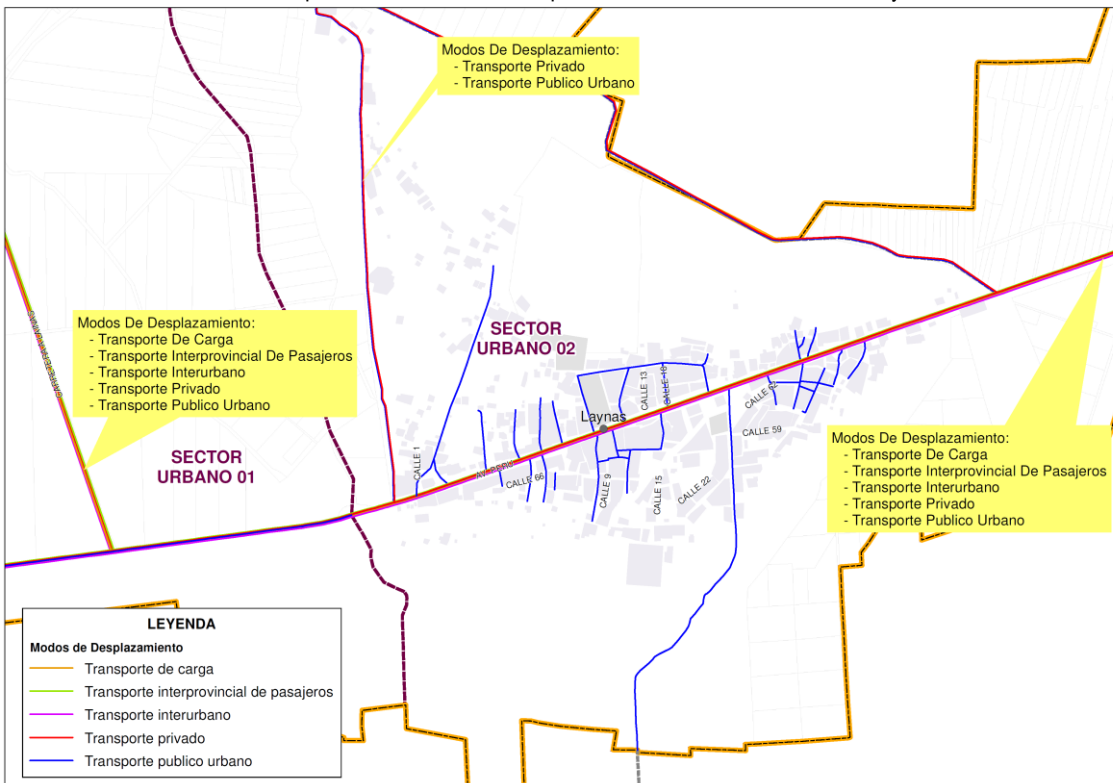 Modos De Desplazamiento:
- Transporte Privado
- Transporte Publico Urbano
Modos De Desplazamiento:
- Transporte De Carga
- Transporte Interprovincial De Pasajeros
- Transporte Interurbano
- Transporte Privado
- Transporte Publico Urbano
SECTOR
URBANO 02
CALLE 13
CALLE 16
CALLE 1
Laynas
CALLE 59
CALLE 66
CALLE 9
CALLE 15
CALLE 22
SECTOR
URBANO 01
Modos De Desplazamiento:
- Transporte De Carga
- Transporte Interprovincial De Pasajeros
- Transporte Interurbano
- Transporte Privado
- Transporte Publico Urbano
LEYENDA
Modos de Desplazamiento
Transporte de carga
Transporte interprovincial de pasajeros
Transporte interurbano
Transporte privado
Transporte publico urbano